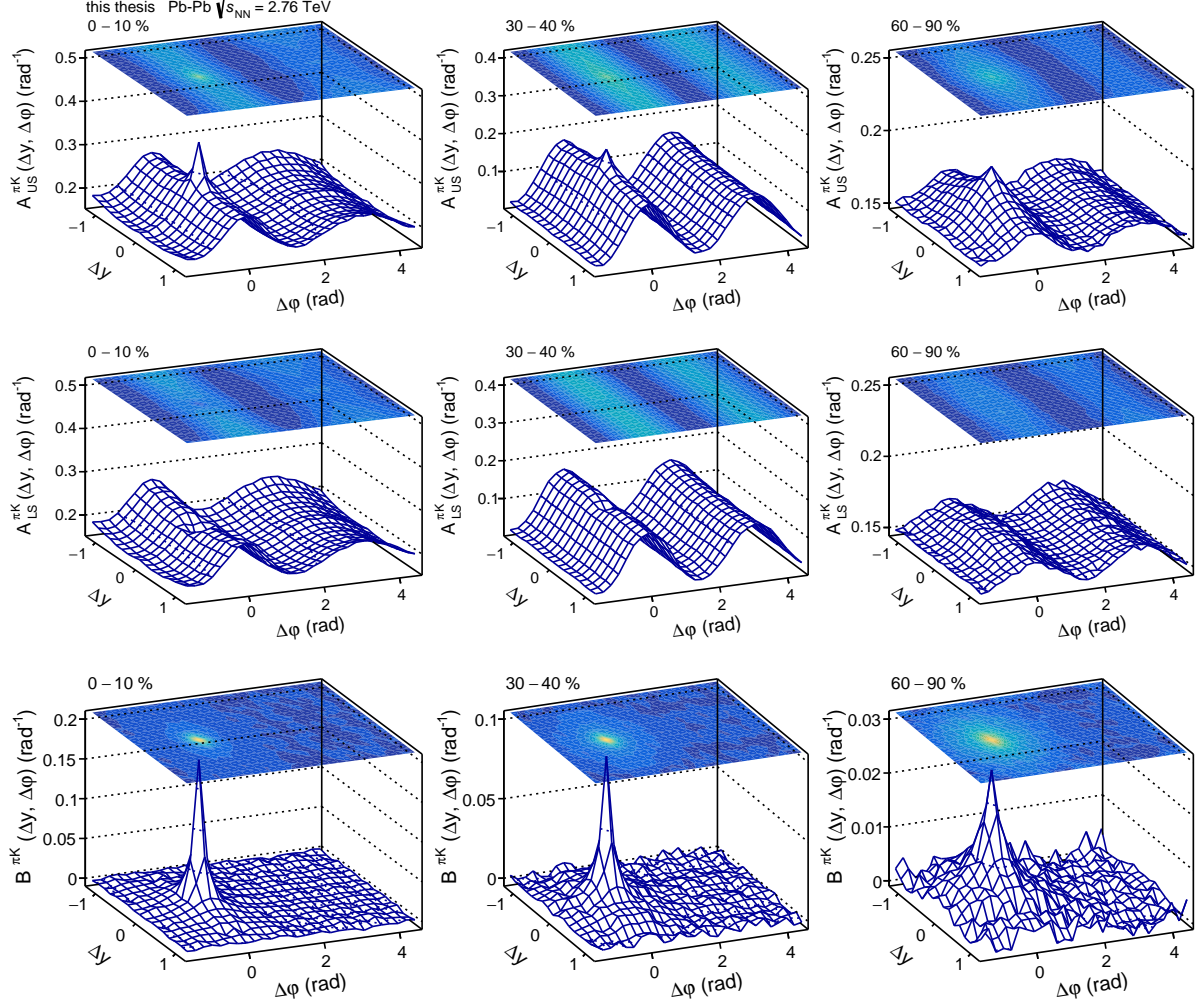 this thesis Pb-Pb √s_NN = 2.76 TeV
0 – 10 %
30 – 40 %
60 – 90 %
A^πK_US (Δy, Δφ) (rad⁻¹)
0.5
0.4
0.3
0.2
−1
0
1
Δy
0
2
4
Δφ (rad)
A^πK_US (Δy, Δφ) (rad⁻¹)
0.4
0.3
0.2
0.1
−1
0
1
Δy
0
2
4
Δφ (rad)
A^πK_US (Δy, Δφ) (rad⁻¹)
0.25
0.2
0.15
−1
0
1
Δy
0
2
4
Δφ (rad)
0 – 10 %
30 – 40 %
60 – 90 %
A^πK_LS (Δy, Δφ) (rad⁻¹)
0.5
0.4
0.3
0.2
−1
0
1
Δy
0
2
4
Δφ (rad)
A^πK_LS (Δy, Δφ) (rad⁻¹)
0.4
0.3
0.2
0.1
−1
0
1
Δy
0
2
4
Δφ (rad)
A^πK_LS (Δy, Δφ) (rad⁻¹)
0.25
0.2
0.15
−1
0
1
Δy
0
2
4
Δφ (rad)
0 – 10 %
30 – 40 %
60 – 90 %
B^πK (Δy, Δφ) (rad⁻¹)
0.2
0.15
0.1
0.05
0
−1
0
1
Δy
0
2
4
Δφ (rad)
B^πK (Δy, Δφ) (rad⁻¹)
0.1
0.05
0
−1
0
1
Δy
0
2
4
Δφ (rad)
B^πK (Δy, Δφ) (rad⁻¹)
0.03
0.02
0.01
0
−1
0
1
Δy
0
2
4
Δφ (rad)